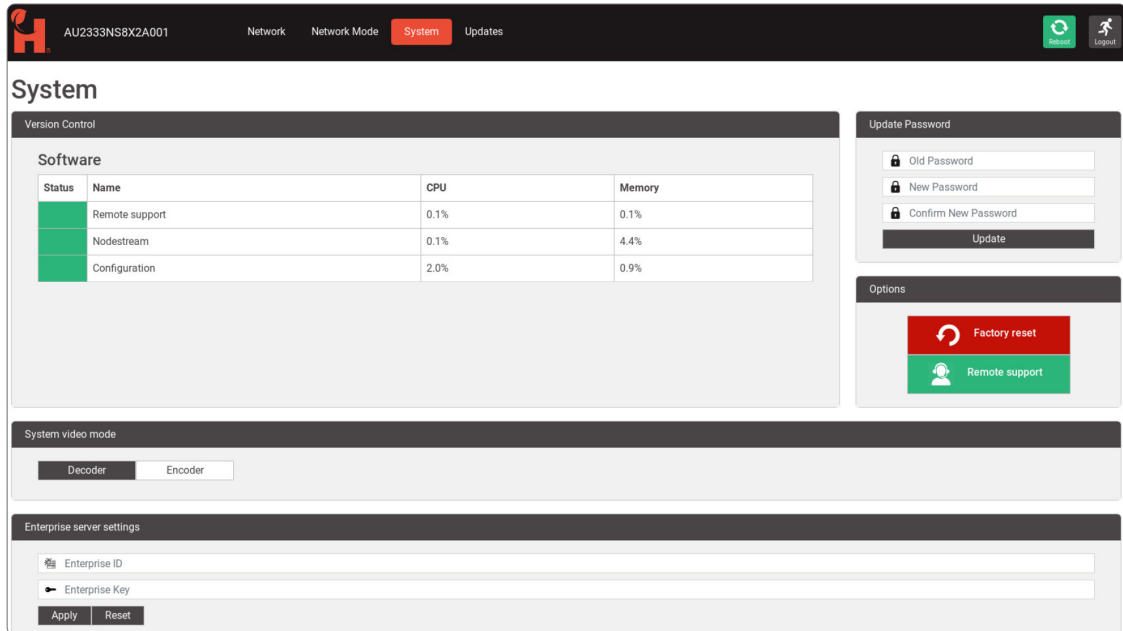 AU2333NS8X2A001 Network Network Mode System Updates Reboot Logout
System
Version Control
Software
Status Name CPU Memory
Remote support 0.1% 0.1%
Nodestream 0.1% 4.4%
Configuration 2.0% 0.9%
Update Password
Old Password
New Password
Confirm New Password
Update
Options
Factory reset
Remote support
System video mode
Decoder Encoder
Enterprise server settings
Enterprise ID
Enterprise Key
Apply Reset